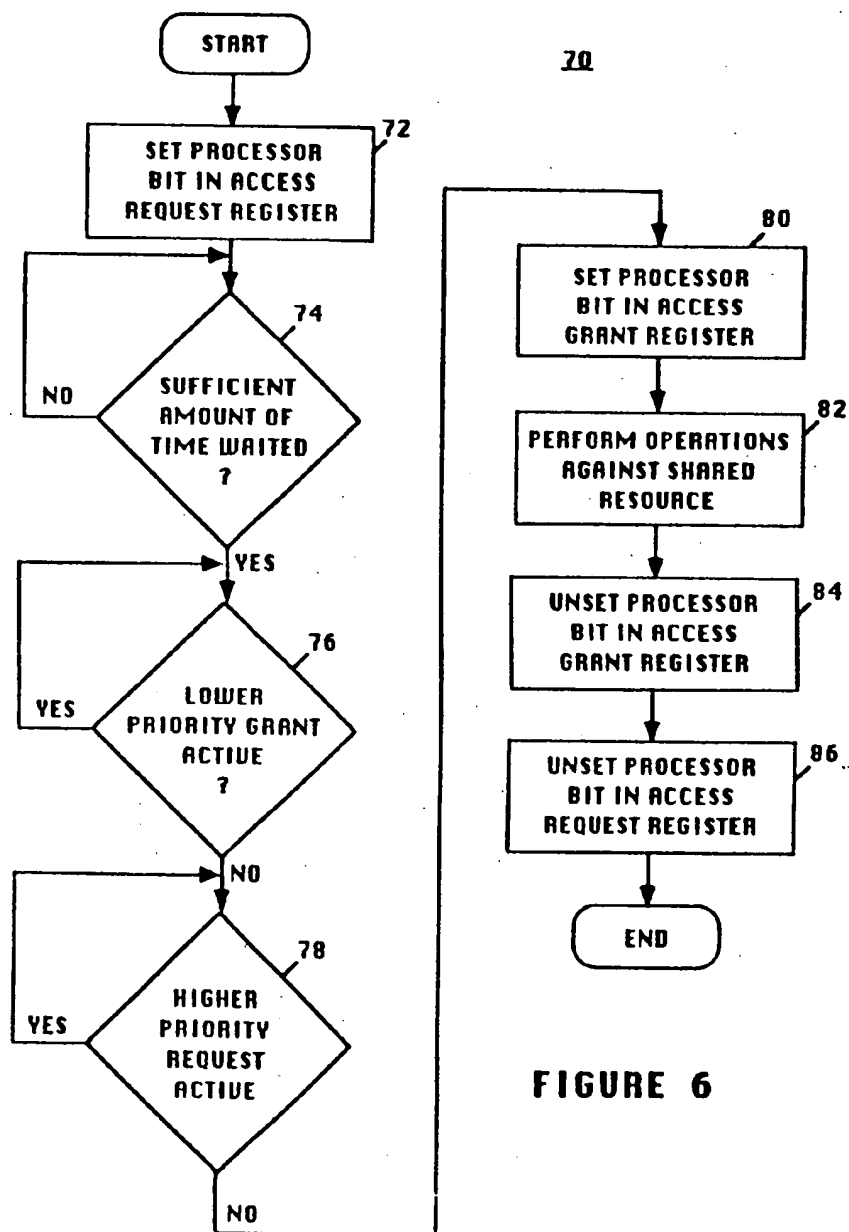 START
70
72
SET PROCESSOR
BIT IN ACCESS
REQUEST REGISTER
74
SUFFICIENT
AMOUNT OF
TIME WAITED
?
NO
YES
76
LOWER
PRIORITY GRANT
ACTIVE
?
YES
NO
78
HIGHER
PRIORITY
REQUEST
ACTIVE
YES
NO
80
SET PROCESSOR
BIT IN ACCESS
GRANT REGISTER
82
PERFORM OPERATIONS
AGAINST SHARED
RESOURCE
84
UNSET PROCESSOR
BIT IN ACCESS
GRANT REGISTER
86
UNSET PROCESSOR
BIT IN ACCESS
REQUEST REGISTER
END
FIGURE 6